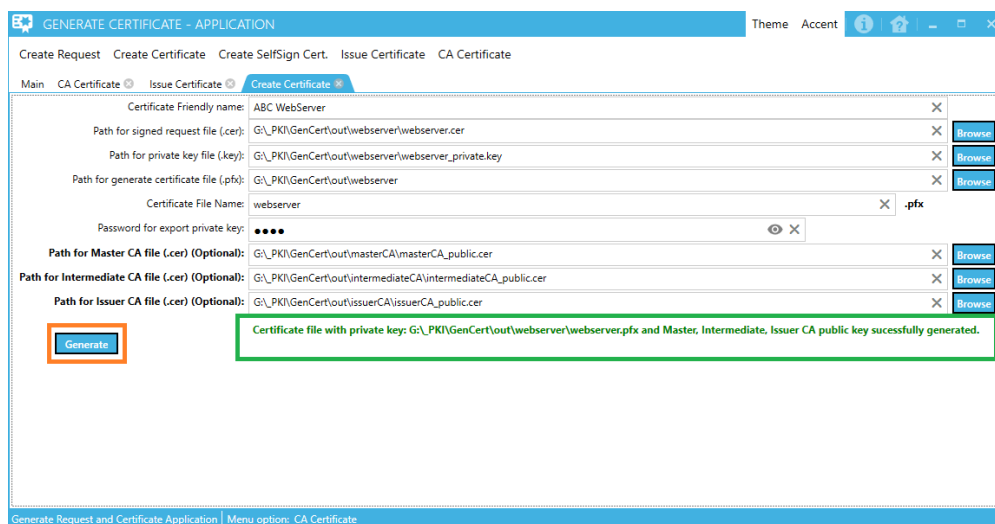 GENERATE CERTIFICATE - APPLICATION Theme Accent
Create Request Create Certificate Create SelfSign Cert. Issue Certificate CA Certificate
Main CA Certificate Issue Certificate Create Certificate
Certificate Friendly name: ABC WebServer
Path for signed request file (.cer): G:\_PKI\GenCert\out\webserver\webserver.cer Browse
Path for private key file (.key): G:\_PKI\GenCert\out\webserver\webserver_private.key Browse
Path for generate certificate file (.pfx): G:\_PKI\GenCert\out\webserver Browse
Certificate File Name: webserver .pfx
Password for export private key: ●●●●
Path for Master CA file (.cer) (Optional): G:\_PKI\GenCert\out\masterCA\masterCA_public.cer Browse
Path for Intermediate CA file (.cer) (Optional): G:\_PKI\GenCert\out\intermediateCA\intermediateCA_public.cer Browse
Path for Issuer CA file (.cer) (Optional): G:\_PKI\GenCert\out\issuerCA\issuerCA_public.cer Browse
Certificate file with private key: G:\_PKI\GenCert\out\webserver\webserver.pfx and Master, Intermediate, Issuer CA public key sucessfully generated.
Generate
Generate Request and Certificate Application Menu option: CA Certificate